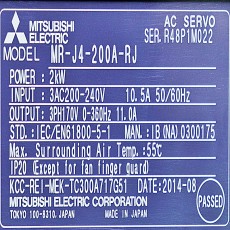 MITSUBISHI ELECTRIC
AC SERVO
SER. R48P1M022
MODEL MR-J4-200A-RJ
POWER : 2kW
INPUT : 3AC200-240V 10.5A 50/60Hz
OUTPUT: 3PH170V 0-360Hz 11.0A
STD.: IEC/EN61800-5-1 MAN.: IB(NA)0300175
Max. Surrounding Air Temp.:55℃
IP20 (Except for fan finger guard)
KCC-REI-MEK-TC300A717G51 DATE:2014-08
MITSUBISHI ELECTRIC CORPORATION
TOKYO 100-8310, JAPAN MADE IN JAPAN